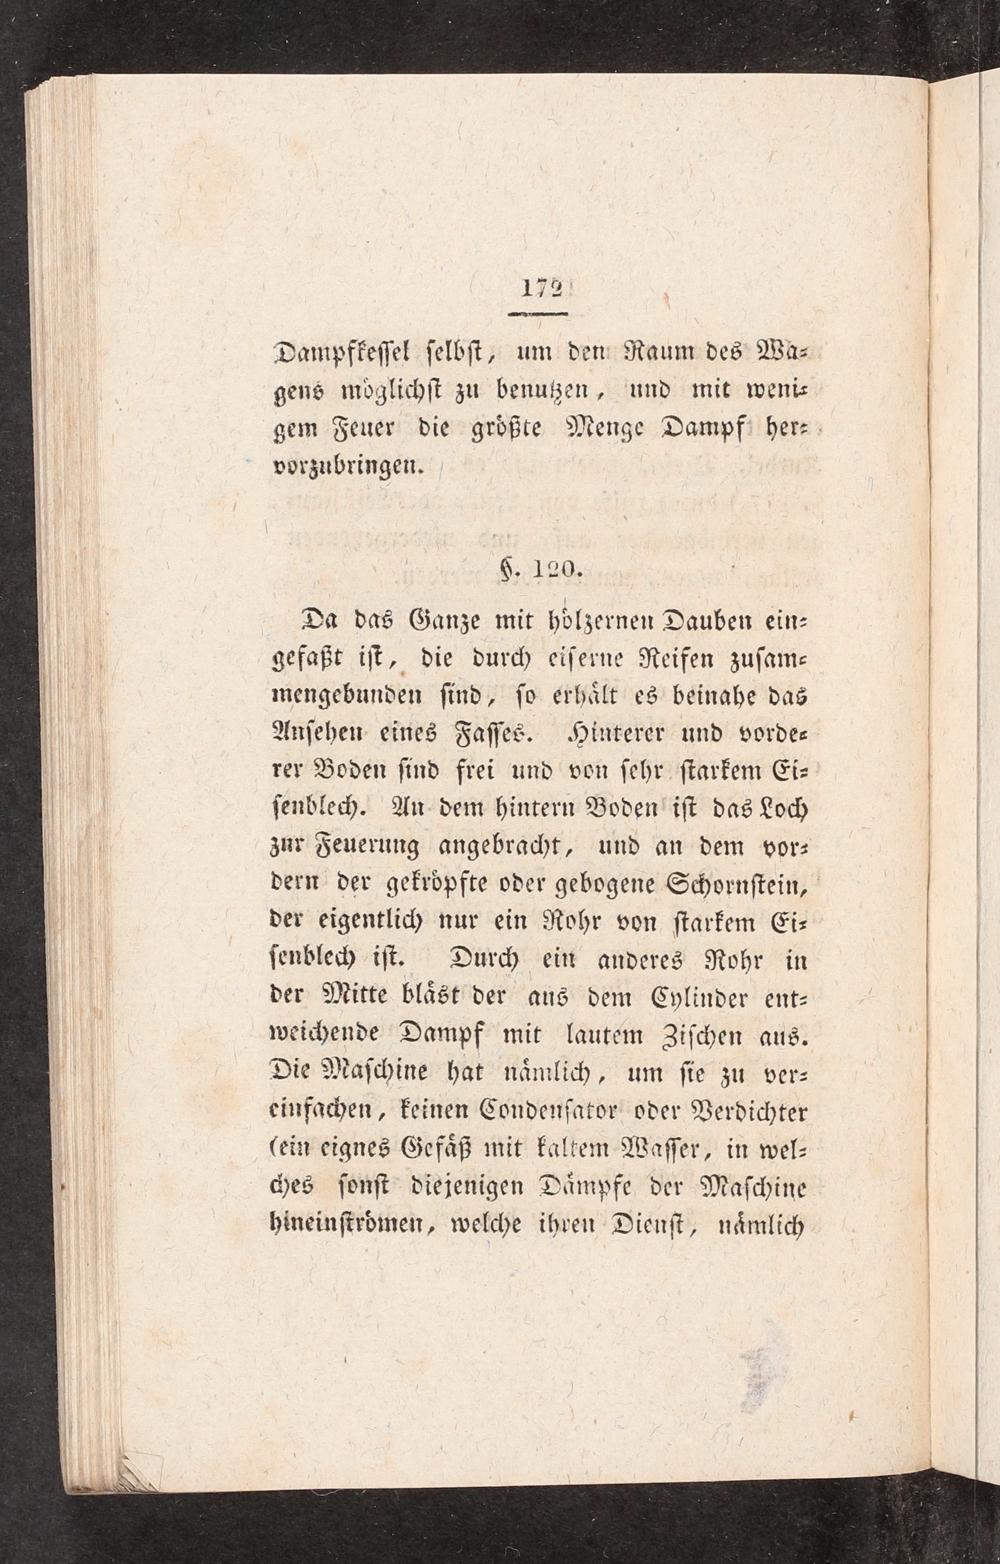 172
Dampfkessel selbst, um den Raum des Wa-
gens möglichst zu benutzen, und mit weni-
gem Feuer die größte Menge Dampf her-
vorzubringen.
§. 120.
Da das Ganze mit hölzernen Dauben ein-
gefaßt ist, die durch eiserne Reifen zusam-
mengebunden sind, so erhält es beinahe das
Ansehen eines Fasses. Hinterer und vorde-
rer Boden sind frei und von sehr starkem Ei-
senblech. An dem hintern Boden ist das Loch
zur Feuerung angebracht, und an dem vor-
dern der gekröpfte oder gebogene Schornstein,
der eigentlich nur ein Rohr von starkem Ei-
senblech ist. Durch ein anderes Rohr in
der Mitte bläst der aus dem Cylinder ent-
weichende Dampf mit lautem Zischen aus.
Die Maschine hat nämlich, um sie zu ver-
einfachen, keinen Condensator oder Verdichter
(ein eignes Gefäß mit kaltem Wasser, in wel-
ches sonst diejenigen Dämpfe der Maschine
hineinströmen, welche ihren Dienst, nämlich